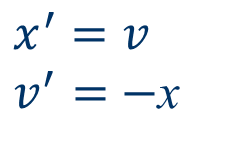 x′ = v
v′ = −x